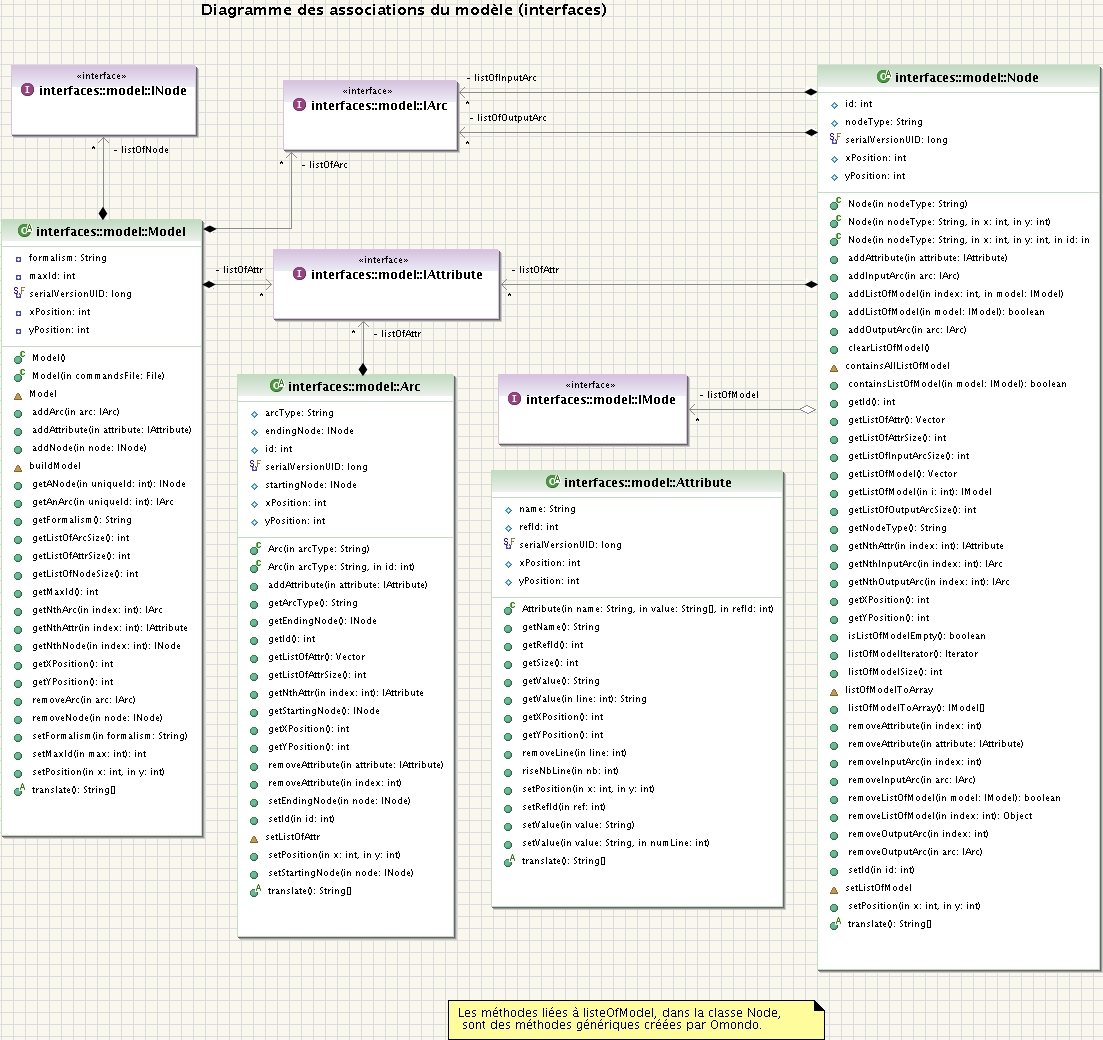 Diagramme des associations du modèle (interfaces)
«interface»
interfaces::model::INode
* - listOfNode
«interface»
interfaces::model::IArc
- listOfInputArc
*
- listOfOutputArc
*
* - listOfArc
interfaces::model::Model
formalism: String
maxId: int
serialVersionUID: long
xPosition: int
yPosition: int
Model()
Model(in commandsFile: File)
Model
addArc(in arc: IArc)
addAttribute(in attribute: IAttribute)
addNode(in node: INode)
buildModel
getANode(in uniqueId: int): INode
getAnArc(in uniqueId: int): IArc
getFormalism(): String
getListOfArcSize(): int
getListOfAttrSize(): int
getListOfNodeSize(): int
getMaxId(): int
getNthArc(in index: int): IArc
getNthAttr(in index: int): IAttribute
getNthNode(in index: int): INode
getXPosition(): int
getYPosition(): int
removeArc(in arc: IArc)
removeNode(in node: INode)
setFormalism(in formalism: String)
setMaxId(in max: int): int
setPosition(in x: int, in y: int)
translate(): String[]
- listOfAttr
*
«interface»
interfaces::model::IAttribute
- listOfAttr
*
* - listOfAttr
interfaces::model::Arc
arcType: String
endingNode: INode
id: int
serialVersionUID: long
startingNode: INode
xPosition: int
yPosition: int
Arc(in arcType: String)
Arc(in arcType: String, in id: int)
addAttribute(in attribute: IAttribute)
getArcType(): String
getEndingNode(): INode
getId(): int
getListOfAttr(): Vector
getListOfAttrSize(): int
getNthAttr(in index: int): IAttribute
getStartingNode(): INode
getXPosition(): int
getYPosition(): int
removeAttribute(in attribute: IAttribute)
removeAttribute(in index: int)
setEndingNode(in node: INode)
setId(in id: int)
setListOfAttr
setPosition(in x: int, in y: int)
setStartingNode(in node: INode)
translate(): String[]
«interface»
interfaces::model::IMode
- listOfModel
*
interfaces::model::Attribute
name: String
refId: int
serialVersionUID: long
xPosition: int
yPosition: int
Attribute(in name: String, in value: String[], in refId: int)
getName(): String
getRefId(): int
getSize(): int
getValue(): String
getValue(in line: int): String
getXPosition(): int
getYPosition(): int
removeLine(in line: int)
riseNbLine(in nb: int)
setPosition(in x: int, in y: int)
setRefId(in ref: int)
setValue(in value: String)
setValue(in value: String, in numLine: int)
translate(): String[]
interfaces::model::Node
id: int
nodeType: String
serialVersionUID: long
xPosition: int
yPosition: int
Node(in nodeType: String)
Node(in nodeType: String, in x: int, in y: int)
Node(in nodeType: String, in x: int, in y: int, in id: in
addAttribute(in attribute: IAttribute)
addInputArc(in arc: IArc)
addListOfModel(in index: int, in model: IModel)
addListOfModel(in model: IModel): boolean
addOutputArc(in arc: IArc)
clearListOfModel()
containsAllListOfModel
containsListOfModel(in model: IModel): boolean
getId(): int
getListOfAttr(): Vector
getListOfAttrSize(): int
getListOfInputArcSize(): int
getListOfModel(): Vector
getListOfModel(in i: int): IModel
getListOfOutputArcSize(): int
getNodeType(): String
getNthAttr(in index: int): IAttribute
getNthInputArc(in index: int): IArc
getNthOutputArc(in index: int): IArc
getXPosition(): int
getYPosition(): int
isListOfModelEmpty(): boolean
listOfModelIterator(): Iterator
listOfModelSize(): int
listOfModelToArray
listOfModelToArray(): IModel[]
removeAttribute(in index: int)
removeAttribute(in attribute: IAttribute)
removeInputArc(in index: int)
removeInputArc(in arc: IArc)
removeListOfModel(in model: IModel): boolean
removeListOfModel(in index: int): Object
removeOutputArc(in index: int)
removeOutputArc(in arc: IArc)
setId(in id: int)
setListOfModel
setPosition(in x: int, in y: int)
translate(): String[]
Les méthodes liées à listeOfModel, dans la classe Node,
sont des méthodes génériques créées par Omondo.